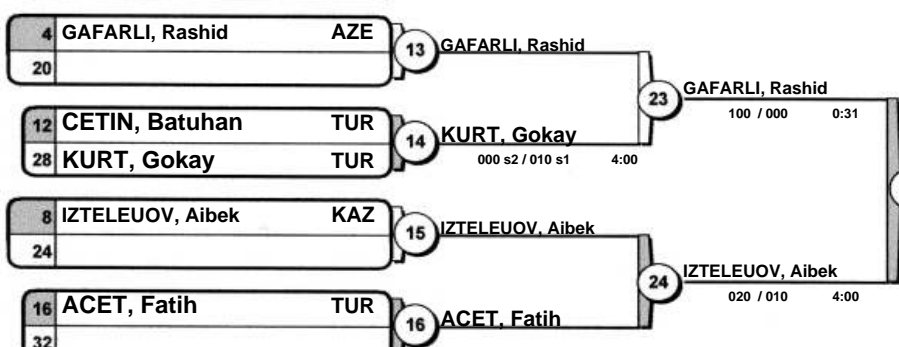 4 GAFARLI, Rashid AZE
20
13 GAFARLI, Rashid
12 CETIN, Batuhan TUR
28 KURT, Gokay TUR
14 KURT, Gokay
000 s2 / 010 s1 4:00
23 GAFARLI, Rashid
100 / 000 0:31
8 IZTELEUOV, Aibek KAZ
24
15 IZTELEUOV, Aibek
16 ACET, Fatih TUR
32
16 ACET, Fatih
24 IZTELEUOV, Aibek
020 / 010 4:00